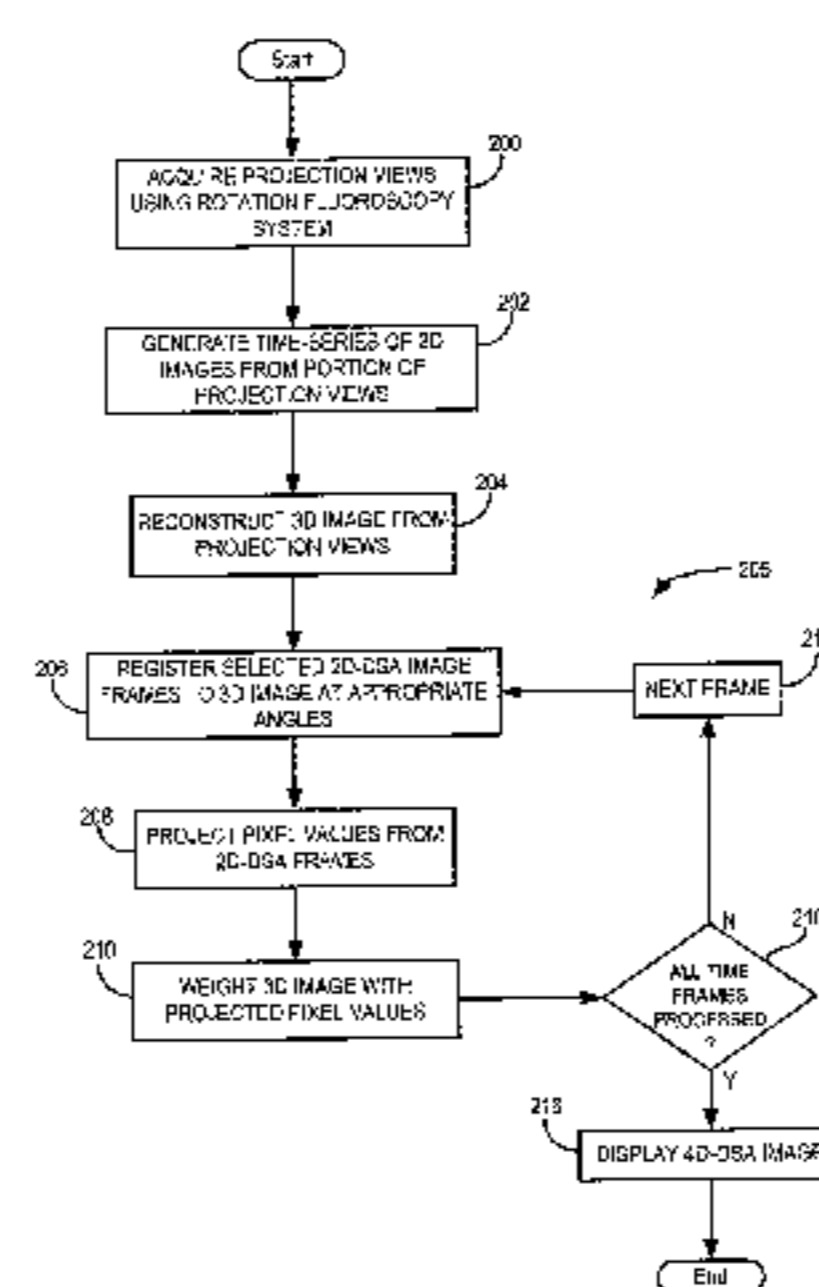 Start
200
ACQUIRE PROJECTION VIEWS
USING ROTATION FLUOROSCOPY
SYSTEM
202
GENERATE TIME-SERIES OF 2D
IMAGES FROM PORTION OF
PROJECTION VIEWS
204
RECONSTRUCT 3D IMAGE FROM
PROJECTION VIEWS
205
206
REGISTER SELECTED 2D-DSA IMAGE
FRAMES TO 3D IMAGE AT APPROPRIATE
ANGLES
NEXT FRAME
208
PROJECT PIXEL VALUES FROM
2D-DSA FRAMES
210
WEIGHT 3D IMAGE WITH
PROJECTED PIXEL VALUES
N
ALL TIME
FRAMES
PROCESSED
?
Y
218
DISPLAY 4D-DSA IMAGE
End